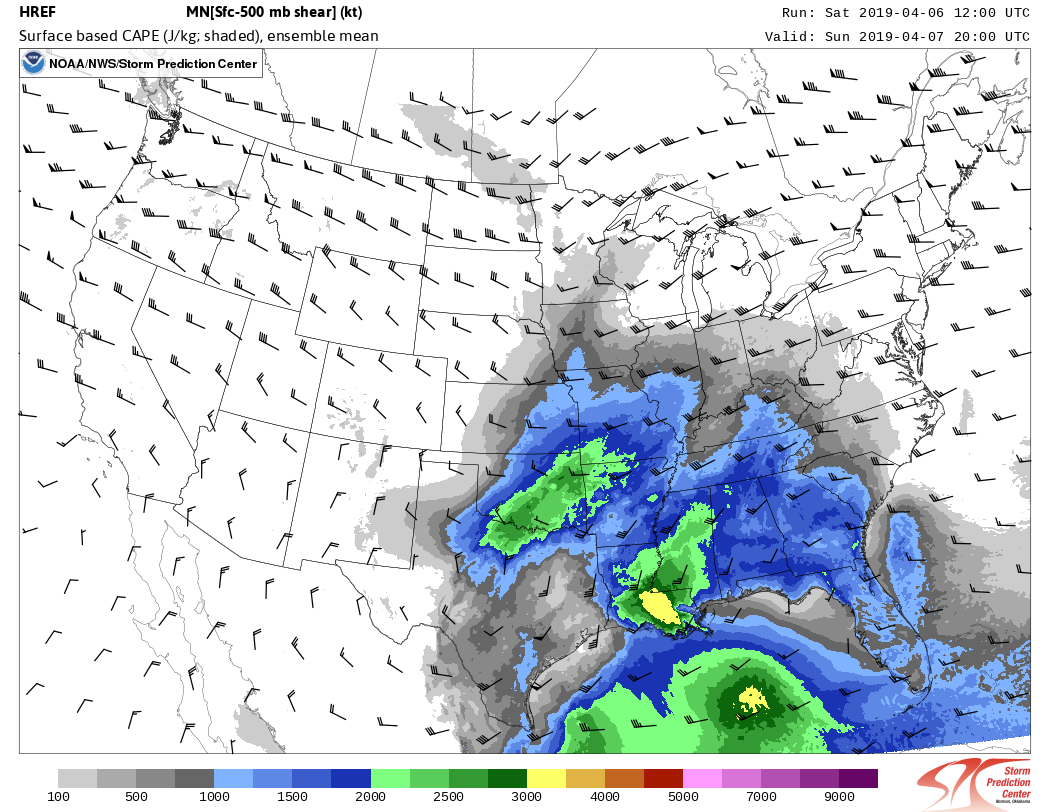 HREF MN[Sfc-500 mb shear] (kt) Run: Sat 2019-04-06 12:00 UTC
Surface based CAPE (J/kg; shaded), ensemble mean Valid: Sun 2019-04-07 20:00 UTC
NOAA/NWS/Storm Prediction Center
100 500 1000 1500 2000 2500 3000 4000 5000 7000 9000
Storm
Prediction
Center
Norman, Oklahoma